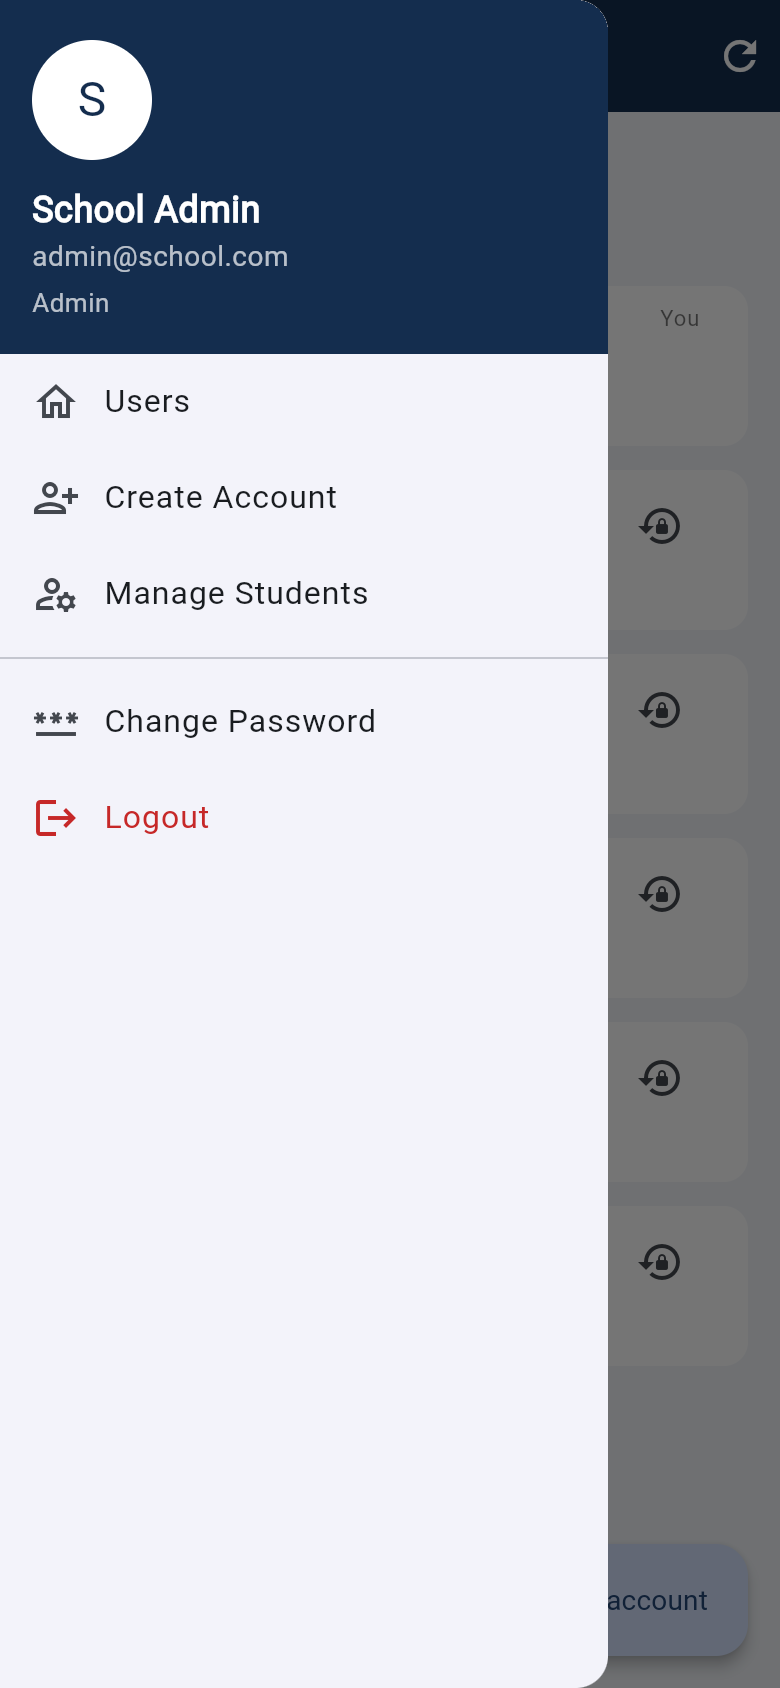 S
School Admin
admin@school.com
Admin
You
Users
Create Account
Manage Students
Change Password
Logout
account